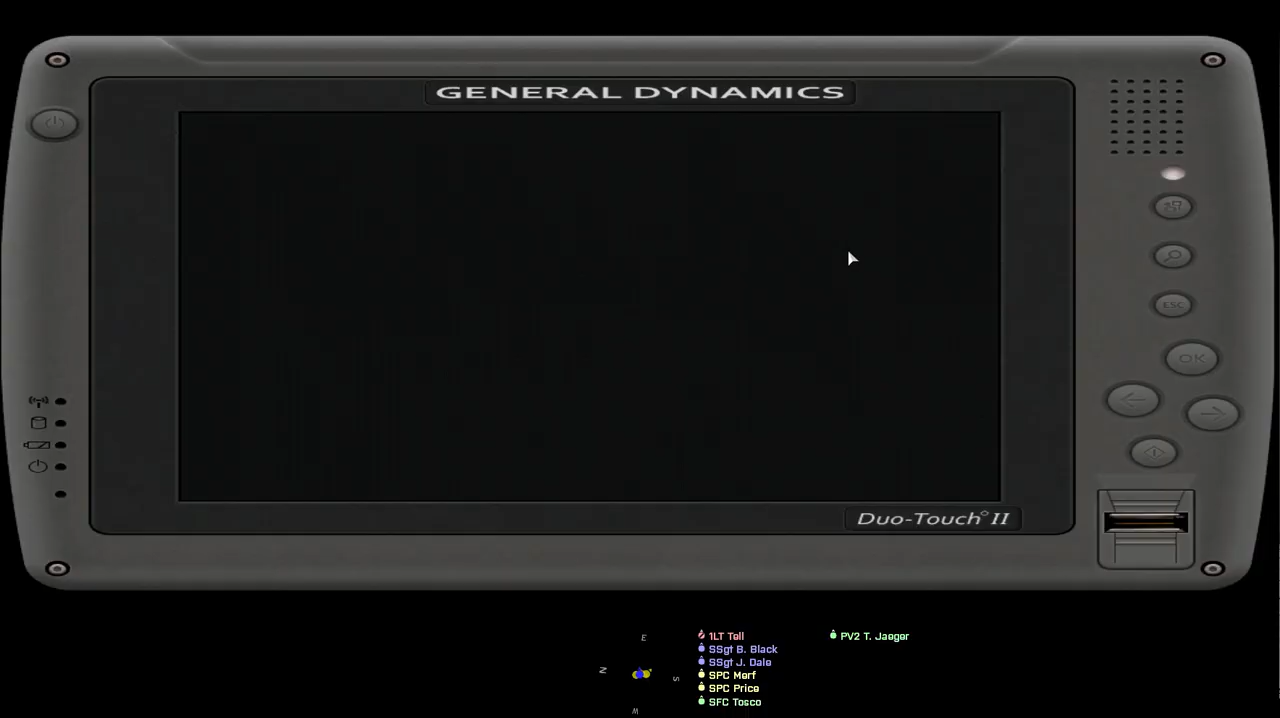 GENERAL DYNAMICS
ESC
OK
Duo-Touch° II
E
N
S
W
1LT Tell
SSgt B. Black
SSgt J. Dale
SPC Merf
SPC Price
SFC Tosco
PV2 T. Jaeger